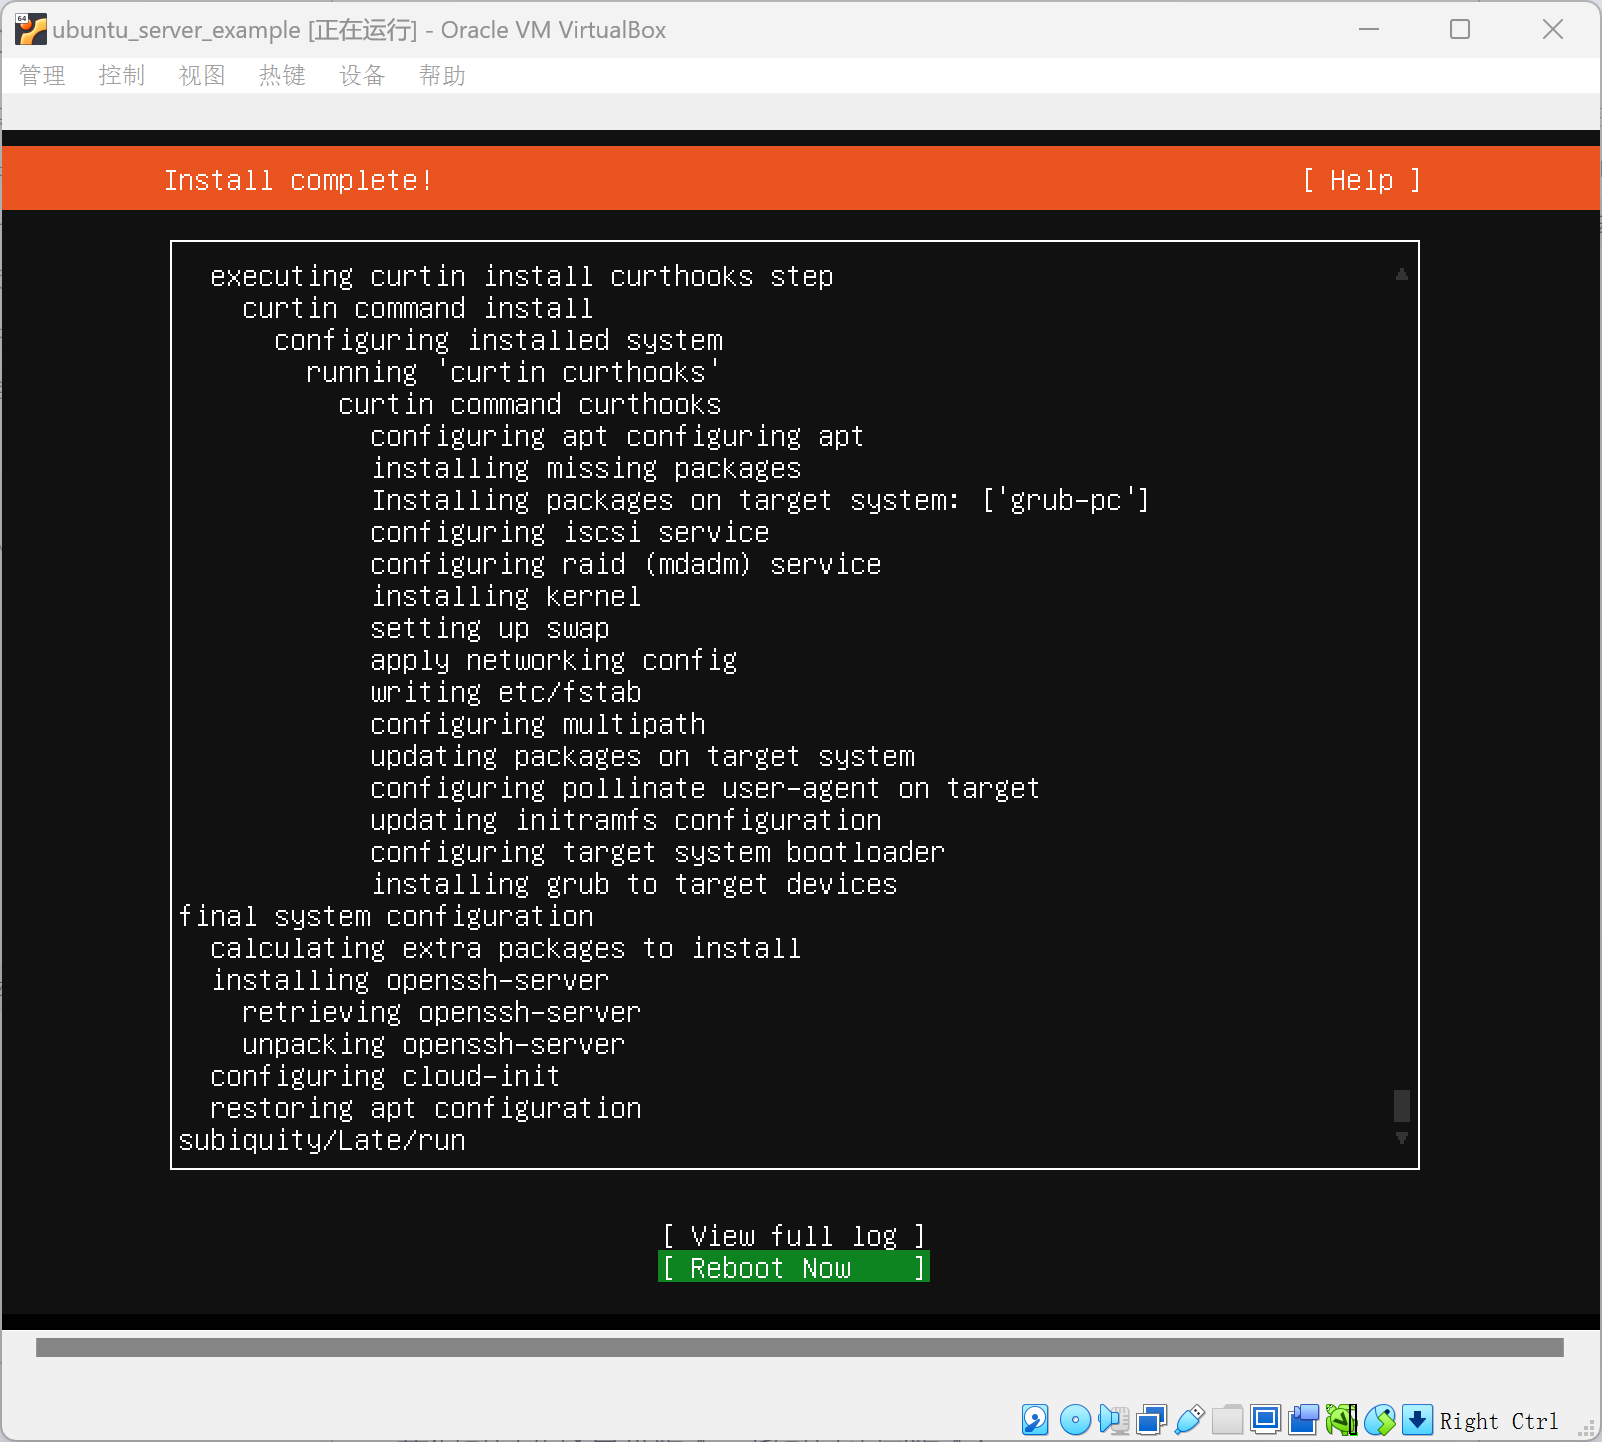 ubuntu_server_example [正在运行] - Oracle VM VirtualBox
管理 控制 视图 热键 设备 帮助
Install complete! [ Help ]
executing curtin install curthooks step
curtin command install
configuring installed system
running 'curtin curthooks'
curtin command curthooks
configuring apt configuring apt
installing missing packages
Installing packages on target system: ['grub-pc']
configuring iscsi service
configuring raid (mdadm) service
installing kernel
setting up swap
apply networking config
writing etc/fstab
configuring multipath
updating packages on target system
configuring pollinate user-agent on target
updating initramfs configuration
configuring target system bootloader
installing grub to target devices
final system configuration
calculating extra packages to install
installing openssh-server
retrieving openssh-server
unpacking openssh-server
configuring cloud-init
restoring apt configuration
subiquity/Late/run
[ View full log ]
[ Reboot Now ]
Right Ctrl